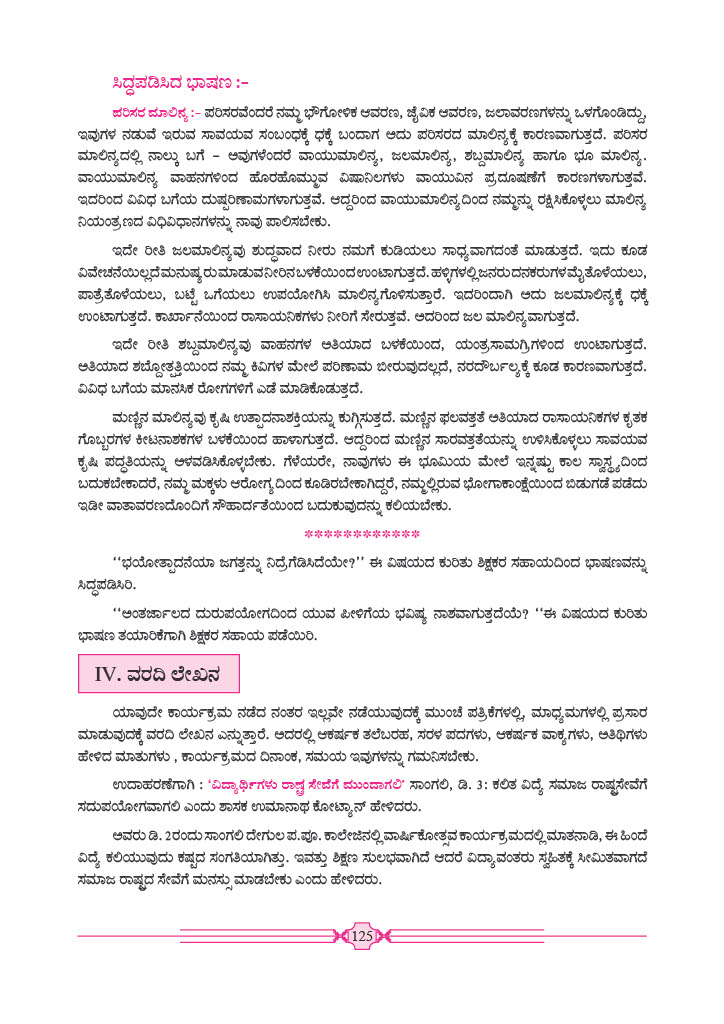 ಸಿದ್ಧಪಡಿಸಿದ ಭಾಷಣ :–
ಪರಿಸರ ಮಾಲಿನ್ಯ :– ಪರಿಸರವೆಂದರೆ ನಮ್ಮ ಭೌಗೋಳಿಕ ಆವರಣ, ಜೈವಿಕ ಆವರಣ, ಜಲಾವರಣಗಳನ್ನು ಒಳಗೊಂಡಿದ್ದು,
ಇವುಗಳ ನಡುವೆ ಇರುವ ಸಾವಯವ ಸಂಬಂಧಕ್ಕೆ ಧಕ್ಕೆ ಬಂದಾಗ ಅದು ಪರಿಸರದ ಮಾಲಿನ್ಯಕ್ಕೆ ಕಾರಣವಾಗುತ್ತದೆ. ಪರಿಸರ
ಮಾಲಿನ್ಯದಲ್ಲಿ ನಾಲ್ಕು ಬಗೆ – ಅವುಗಳೆಂದರೆ ವಾಯುಮಾಲಿನ್ಯ, ಜಲಮಾಲಿನ್ಯ, ಶಬ್ದಮಾಲಿನ್ಯ ಹಾಗೂ ಭೂ ಮಾಲಿನ್ಯ.
ವಾಯುಮಾಲಿನ್ಯ ವಾಹನಗಳಿಂದ ಹೊರಹೊಮ್ಮುವ ವಿಷಾನಿಲಗಳು ವಾಯುವಿನ ಪ್ರದೂಷಣೆಗೆ ಕಾರಣಗಳಾಗುತ್ತವೆ.
ಇದರಿಂದ ವಿವಿಧ ಬಗೆಯ ದುಷ್ಪರಿಣಾಮಗಳಾಗುತ್ತವೆ. ಆದ್ದರಿಂದ ವಾಯುಮಾಲಿನ್ಯದಿಂದ ನಮ್ಮನ್ನು ರಕ್ಷಿಸಿಕೊಳ್ಳಲು ಮಾಲಿನ್ಯ
ನಿಯಂತ್ರಣದ ವಿಧಿವಿಧಾನಗಳನ್ನು ನಾವು ಪಾಲಿಸಬೇಕು.
ಇದೇ ರೀತಿ ಜಲಮಾಲಿನ್ಯವು ಶುದ್ಧವಾದ ನೀರು ನಮಗೆ ಕುಡಿಯಲು ಸಾಧ್ಯವಾಗದಂತೆ ಮಾಡುತ್ತದೆ. ಇದು ಕೂಡ
ವಿವೇಚನೆಯಿಲ್ಲದೆ ಮನುಷ್ಯರು ಮಾಡುವ ನೀರಿನ ಬಳಕೆಯಿಂದ ಉಂಟಾಗುತ್ತದೆ. ಹಳ್ಳಿಗಳಲ್ಲಿ ಜನರು ದನಕರುಗಳ ಮೈ ತೊಳೆಯಲು,
ಪಾತ್ರೆ ತೊಳೆಯಲು, ಬಟ್ಟೆ ಒಗೆಯಲು ಉಪಯೋಗಿಸಿ ಮಾಲಿನ್ಯಗೊಳಿಸುತ್ತಾರೆ. ಇದರಿಂದಾಗಿ ಅದು ಜಲಮಾಲಿನ್ಯಕ್ಕೆ ಧಕ್ಕೆ
ಉಂಟಾಗುತ್ತದೆ. ಕಾರ್ಖಾನೆಯಿಂದ ರಾಸಾಯನಿಕಗಳು ನೀರಿಗೆ ಸೇರುತ್ತವೆ. ಅದರಿಂದ ಜಲ ಮಾಲಿನ್ಯವಾಗುತ್ತದೆ.
ಇದೇ ರೀತಿ ಶಬ್ದಮಾಲಿನ್ಯವು ವಾಹನಗಳ ಅತಿಯಾದ ಬಳಕೆಯಿಂದ, ಯಂತ್ರಸಾಮಗ್ರಿಗಳಿಂದ ಉಂಟಾಗುತ್ತದೆ.
ಅತಿಯಾದ ಶಬ್ದೋತ್ಪತ್ತಿಯಿಂದ ನಮ್ಮ ಕಿವಿಗಳ ಮೇಲೆ ಪರಿಣಾಮ ಬೀರುವುದಲ್ಲದೆ, ನರದೌರ್ಬಲ್ಯಕ್ಕೆ ಕೂಡ ಕಾರಣವಾಗುತ್ತದೆ.
ವಿವಿಧ ಬಗೆಯ ಮಾನಸಿಕ ರೋಗಗಳಿಗೆ ಎಡೆ ಮಾಡಿಕೊಡುತ್ತದೆ.
ಮಣ್ಣಿನ ಮಾಲಿನ್ಯವು ಕೃಷಿ ಉತ್ಪಾದನಾಶಕ್ತಿಯನ್ನು ಕುಗ್ಗಿಸುತ್ತದೆ. ಮಣ್ಣಿನ ಫಲವತ್ತತೆ ಅತಿಯಾದ ರಾಸಾಯನಿಕಗಳ ಕೃತಕ
ಗೊಬ್ಬರಗಳ ಕೀಟನಾಶಕಗಳ ಬಳಕೆಯಿಂದ ಹಾಳಾಗುತ್ತದೆ. ಆದ್ದರಿಂದ ಮಣ್ಣಿನ ಸಾರವತ್ತತೆಯನ್ನು ಉಳಿಸಿಕೊಳ್ಳಲು ಸಾವಯವ
ಕೃಷಿ ಪದ್ಧತಿಯನ್ನು ಅಳವಡಿಸಿಕೊಳ್ಳಬೇಕು. ಗೆಳೆಯರೇ, ನಾವುಗಳು ಈ ಭೂಮಿಯ ಮೇಲೆ ಇನ್ನಷ್ಟು ಕಾಲ ಸ್ವಾಸ್ಥ್ಯದಿಂದ
ಬದುಕಬೇಕಾದರೆ, ನಮ್ಮ ಮಕ್ಕಳು ಆರೋಗ್ಯದಿಂದ ಕೂಡಿರಬೇಕಾಗಿದ್ದರೆ, ನಮ್ಮಲ್ಲಿರುವ ಭೋಗಾಕಾಂಕ್ಷೆಯಿಂದ ಬಿಡುಗಡೆ ಪಡೆದು
ಇಡೀ ವಾತಾವರಣದೊಂದಿಗೆ ಸೌಹಾರ್ದತೆಯಿಂದ ಬದುಕುವುದನ್ನು ಕಲಿಯಬೇಕು.
************
‘‘ಭಯೋತ್ಪಾದನೆಯಾ ಜಗತ್ತನ್ನು ನಿದ್ರೆಗೆಡಿಸಿದೆಯೇ?’’ ಈ ವಿಷಯದ ಕುರಿತು ಶಿಕ್ಷಕರ ಸಹಾಯದಿಂದ ಭಾಷಣವನ್ನು
ಸಿದ್ಧಪಡಿಸಿರಿ.
‘‘ಅಂತರ್ಜಾಲದ ದುರುಪಯೋಗದಿಂದ ಯುವ ಪೀಳಿಗೆಯ ಭವಿಷ್ಯ ನಾಶವಾಗುತ್ತದೆಯೆ? ‘‘ಈ ವಿಷಯದ ಕುರಿತು
ಭಾಷಣ ತಯಾರಿಕೆಗಾಗಿ ಶಿಕ್ಷಕರ ಸಹಾಯ ಪಡೆಯಿರಿ.
IV. ವರದಿ ಲೇಖನ
ಯಾವುದೇ ಕಾರ್ಯಕ್ರಮ ನಡೆದ ನಂತರ ಇಲ್ಲವೇ ನಡೆಯುವುದಕ್ಕೆ ಮುಂಚೆ ಪತ್ರಿಕೆಗಳಲ್ಲಿ, ಮಾಧ್ಯಮಗಳಲ್ಲಿ ಪ್ರಸಾರ
ಮಾಡುವುದಕ್ಕೆ ವರದಿ ಲೇಖನ ಎನ್ನುತ್ತಾರೆ. ಅದರಲ್ಲಿ ಆಕರ್ಷಕ ತಲೆಬರಹ, ಸರಳ ಪದಗಳು, ಆಕರ್ಷಕ ವಾಕ್ಯಗಳು, ಅತಿಥಿಗಳು
ಹೇಳಿದ ಮಾತುಗಳು , ಕಾರ್ಯಕ್ರಮದ ದಿನಾಂಕ, ಸಮಯ ಇವುಗಳನ್ನು ಗಮನಿಸಬೇಕು.
ಉದಾಹರಣೆಗಾಗಿ : ‘ವಿದ್ಯಾರ್ಥಿಗಳು ರಾಷ್ಟ್ರ ಸೇವೆಗೆ ಮುಂದಾಗಲಿ’ ಸಾಂಗಲಿ, ಡಿ. 3: ಕಲಿತ ವಿದ್ಯೆ ಸಮಾಜ ರಾಷ್ಟ್ರಸೇವೆಗೆ
ಸದುಪಯೋಗವಾಗಲಿ ಎಂದು ಶಾಸಕ ಉಮಾನಾಥ ಕೋಟ್ಯಾನ್ ಹೇಳಿದರು.
ಅವರು ಡಿ. 2ರಂದು ಸಾಂಗಲಿ ದೇಗುಲ ಪ.ಪೂ. ಕಾಲೇಜಿನಲ್ಲಿ ವಾರ್ಷಿಕೋತ್ಸವ ಕಾರ್ಯಕ್ರಮದಲ್ಲಿ ಮಾತನಾಡಿ, ಈ ಹಿಂದೆ
ವಿದ್ಯೆ ಕಲಿಯುವುದು ಕಷ್ಟದ ಸಂಗತಿಯಾಗಿತ್ತು. ಇವತ್ತು ಶಿಕ್ಷಣ ಸುಲಭವಾಗಿದೆ ಆದರೆ ವಿದ್ಯಾವಂತರು ಸ್ವಹಿತಕ್ಕೆ ಸೀಮಿತವಾಗದೆ
ಸಮಾಜ ರಾಷ್ಟ್ರದ ಸೇವೆಗೆ ಮನಸ್ಸು ಮಾಡಬೇಕು ಎಂದು ಹೇಳಿದರು.
125